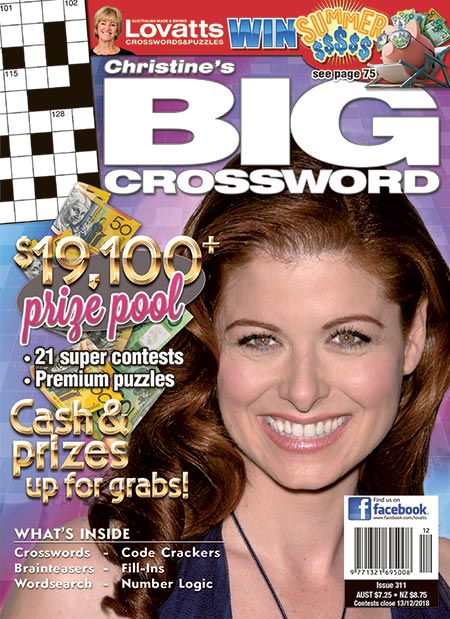 101
102
115
128
AUSTRALIAN MADE & OWNED
Lovatts
CROSSWORDS & PUZZLES
WIN SUMMER
$$$$$
see page 75
Christine's
BIG
CROSSWORD
$19,100+
prize pool
• 21 super contests
• Premium puzzles
Cash &
prizes
up for grabs!
50
WHAT'S INSIDE
Crosswords - Code Crackers
Brainteasers - Fill-Ins
Wordsearch - Number Logic
Find us on
facebook
www.facebook.com/lovatts
12
9 771321 695008
Issue 311
AUST $7.25 • NZ $8.75
Contests close 13/12/2018